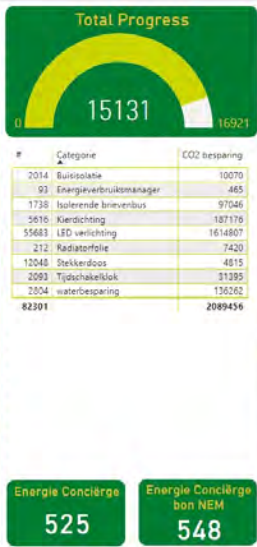 Total Progress
15131
0
16921
# Categorie CO2 besparing
2014 Buisisolatie 10070
93 Energieverbruiksmanager 465
1738 Isolerende brievenbus 97046
5616 Kierdichting 187176
55683 LED verlichting 1614807
212 Radiatorfolie 7420
12048 Stekkerdoos 4815
2093 Tijdschakelklok 31395
2804 waterbesparing 136262
82301 2089456
Energie Conciërge
525
Energie Conciërge
bon NEM
548